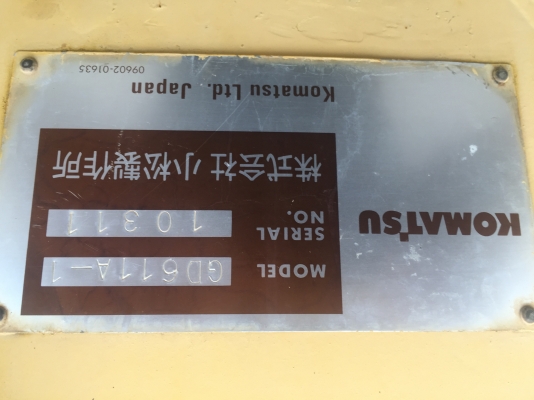 KOMATSU
MODEL GD611A-1
SERIAL NO. 10311
株式会社 小松製作所
Komatsu Ltd. Japan
09602-01635